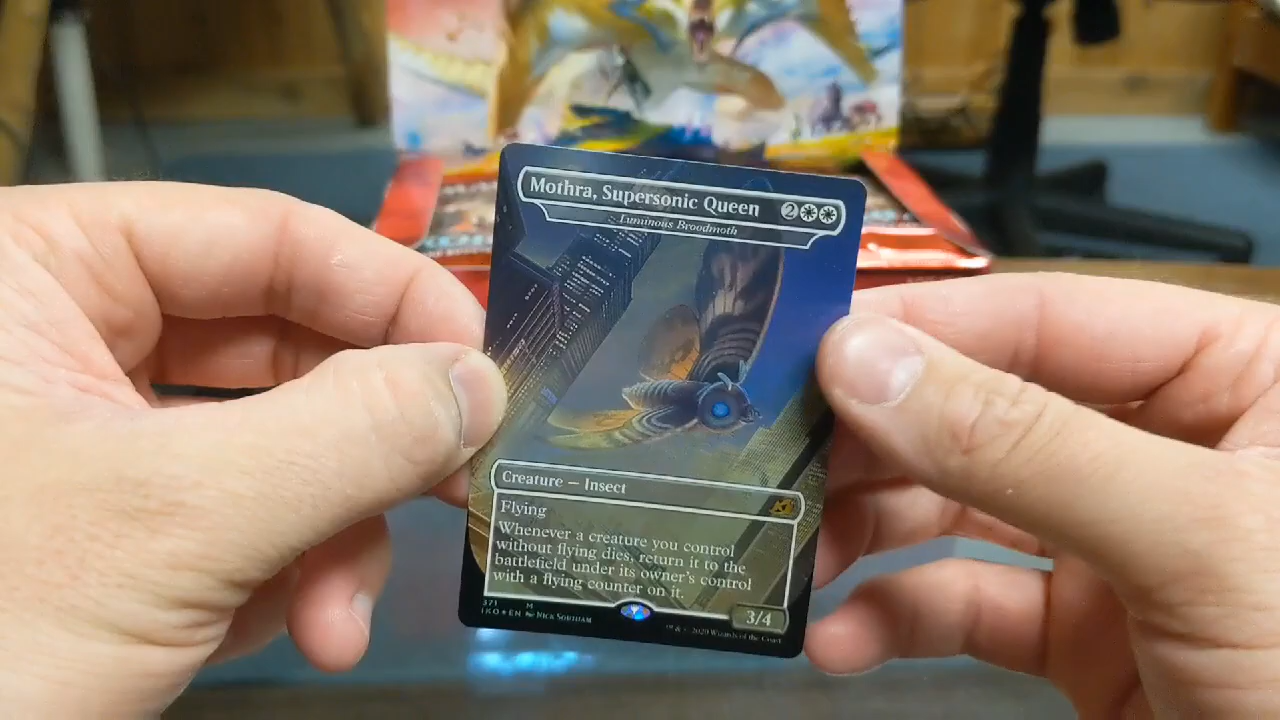 Mothra, Supersonic Queen 2
Luminous Broodmoth
Creature — Insect
Flying
Whenever a creature you control
without flying dies, return it to the
battlefield under its owner's control
with a flying counter on it.
3/4
371 M
IKO★EN Nick Southam
™ & © 2020 Wizards of the Coast